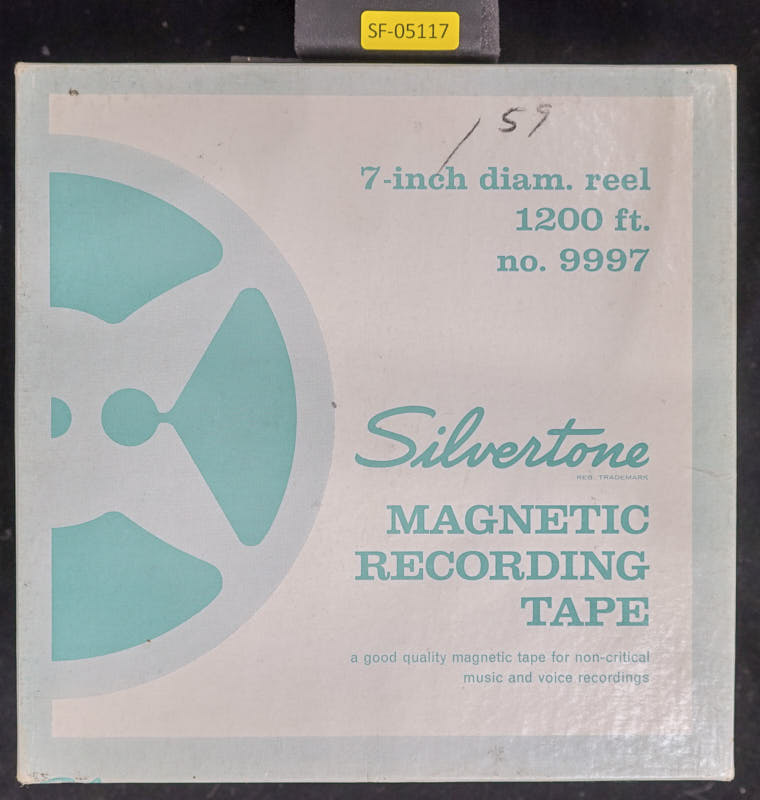 SF-05117
1 59
7-inch diam. reel
1200 ft.
no. 9997
Silvertone
REG. TRADEMARK
MAGNETIC
RECORDING
TAPE
a good quality magnetic tape for non-critical
music and voice recordings